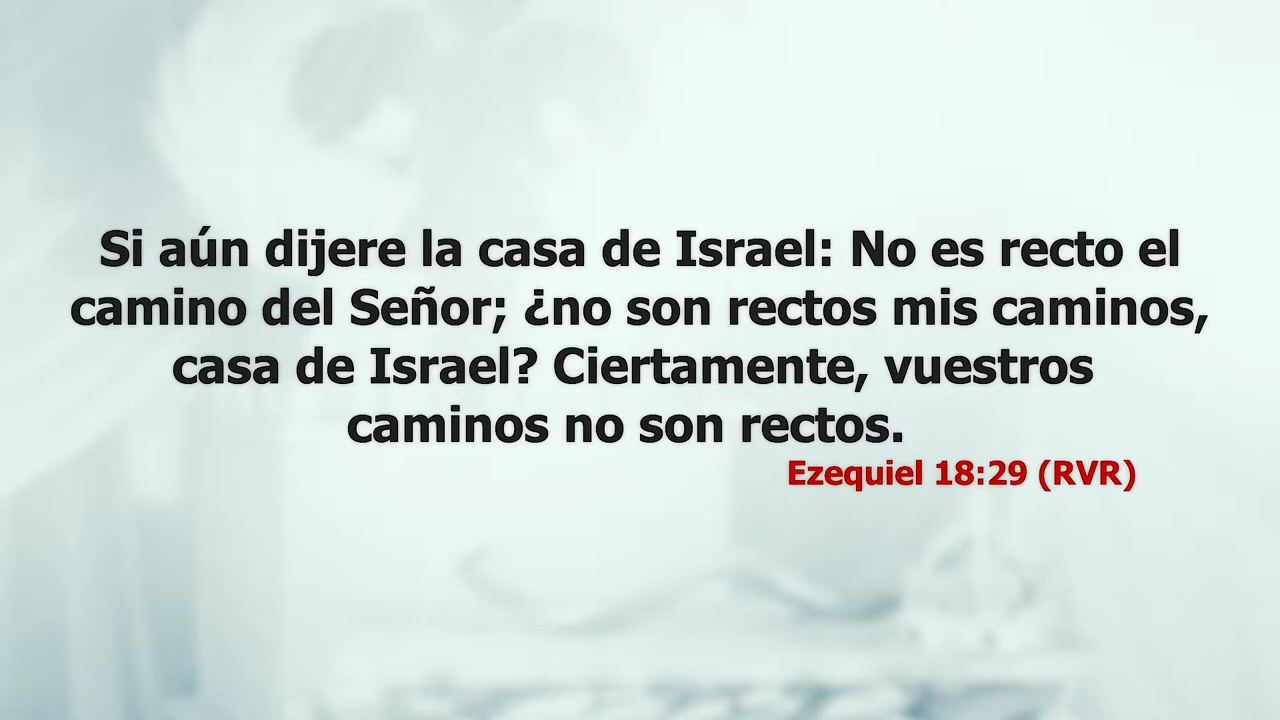 Si aún dijere la casa de Israel: No es recto el
camino del Señor; ¿no son rectos mis caminos,
casa de Israel? Ciertamente, vuestros
caminos no son rectos.
Ezequiel 18:29 (RVR)